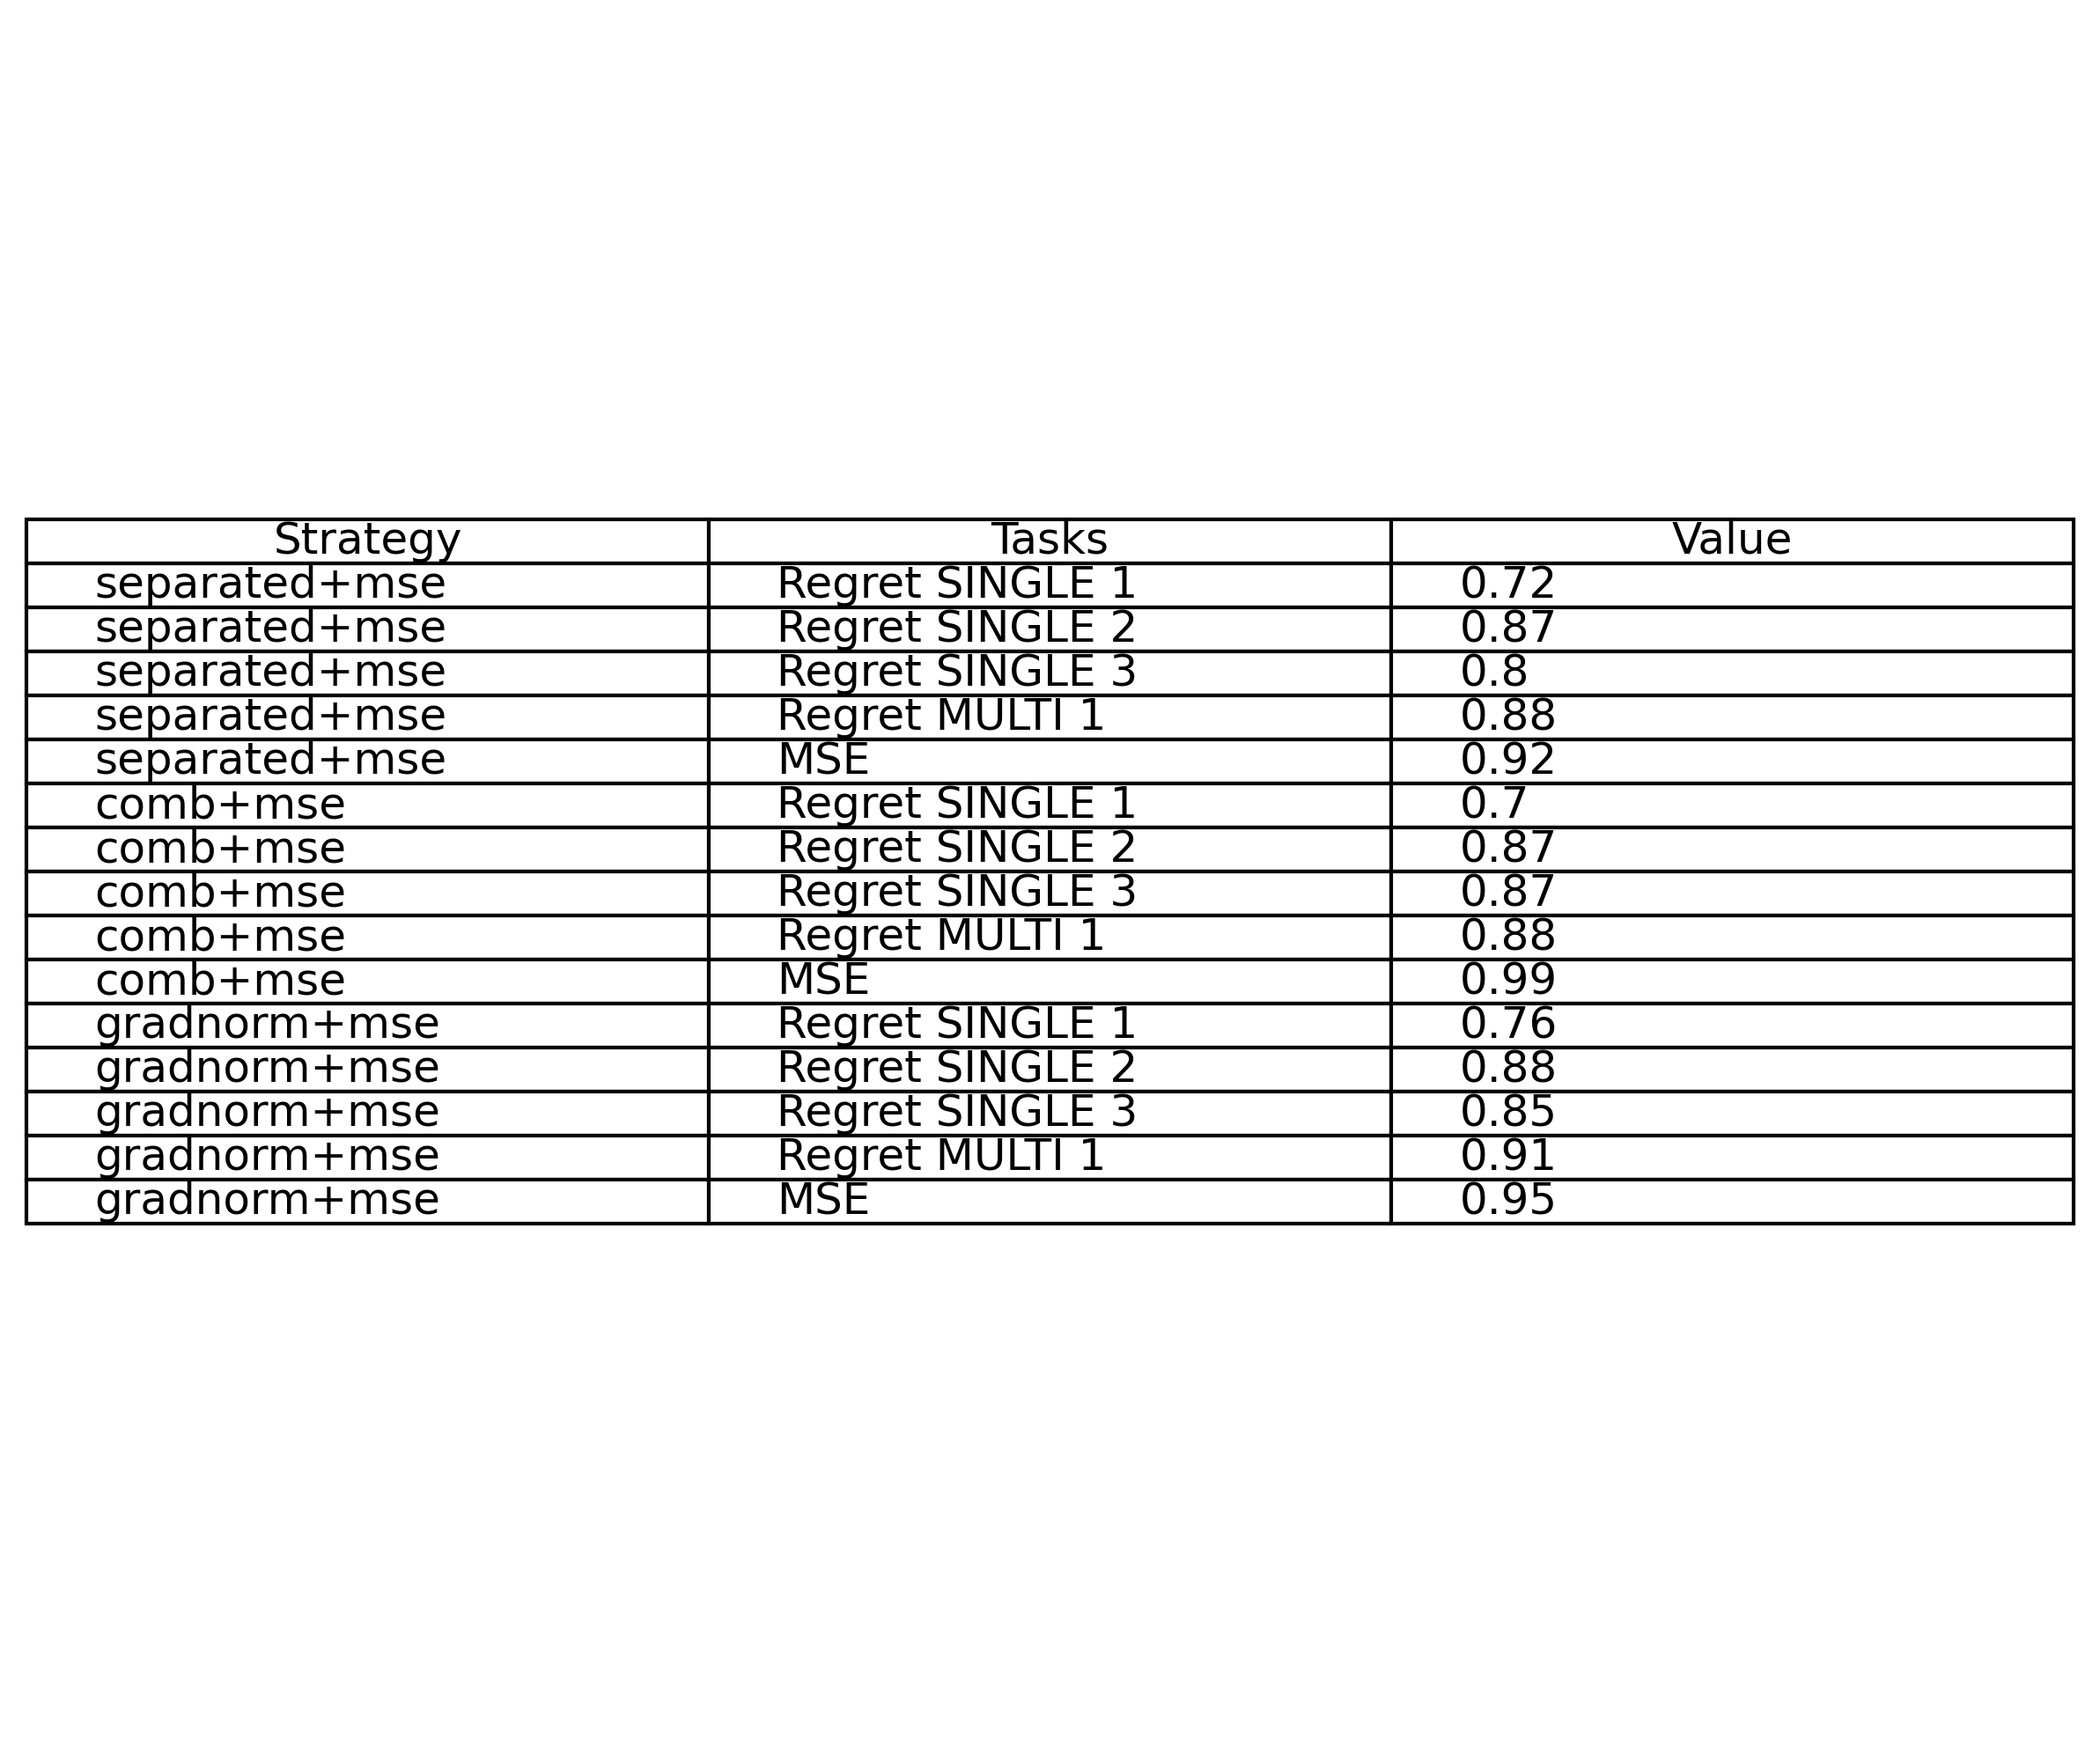 Strategy Tasks Value
separated+mse Regret SINGLE 1 0.72
separated+mse Regret SINGLE 2 0.87
separated+mse Regret SINGLE 3 0.8
separated+mse Regret MULTI 1 0.88
separated+mse MSE 0.92
comb+mse Regret SINGLE 1 0.7
comb+mse Regret SINGLE 2 0.87
comb+mse Regret SINGLE 3 0.87
comb+mse Regret MULTI 1 0.88
comb+mse MSE 0.99
gradnorm+mse Regret SINGLE 1 0.76
gradnorm+mse Regret SINGLE 2 0.88
gradnorm+mse Regret SINGLE 3 0.85
gradnorm+mse Regret MULTI 1 0.91
gradnorm+mse MSE 0.95